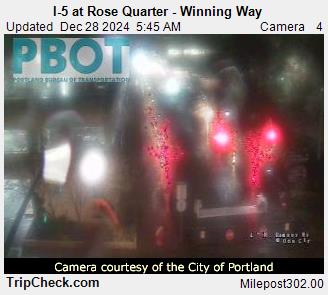 I-5 at Rose Quarter - Winning Way
Updated Dec 28 2024 5:45 AM Camera 4
PBOT
PORTLAND BUREAU OF TRANSPORTATION
Camera courtesy of the City of Portland
TripCheck.com Milepost302.00